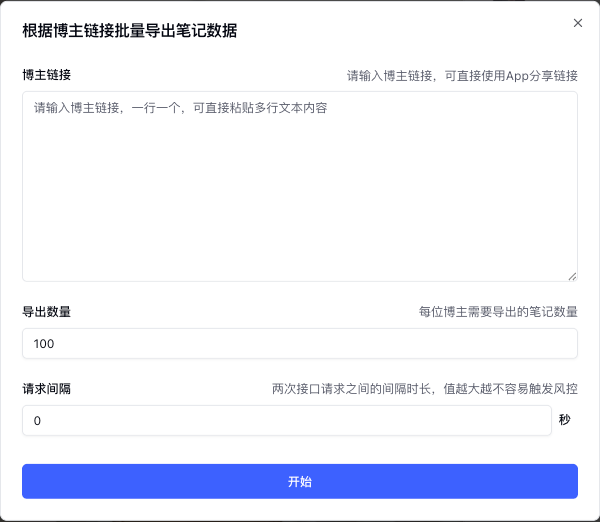 根据博主链接批量导出笔记数据
博主链接
请输入博主链接，可直接使用App分享链接
请输入博主链接，一行一个，可直接粘贴多行文本内容
导出数量
每位博主需要导出的笔记数量
100
请求间隔
两次接口请求之间的间隔时长，值越大越不容易触发风控
0
秒
开始